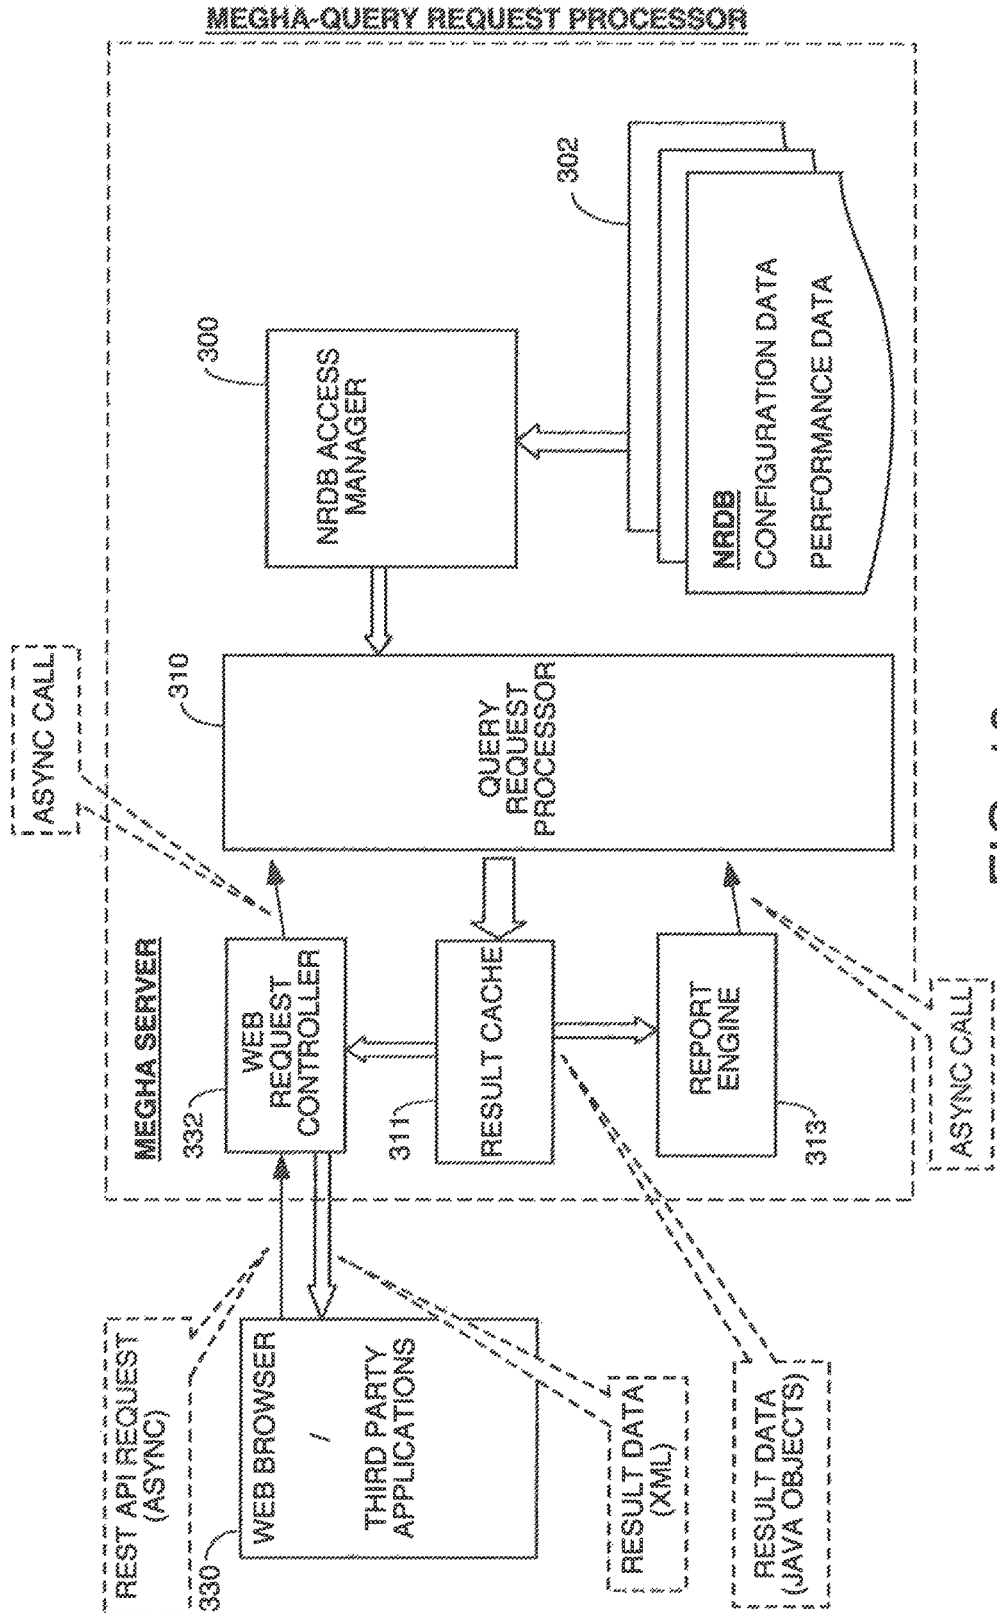 MEGHA-QUERY REQUEST PROCESSOR
REST API REQUEST
(ASYNC)
330
WEB BROWSER
/
THIRD PARTY
APPLICATIONS
RESULT DATA
(XML)
RESULT DATA
(JAVA OBJECTS)
MEGHA SERVER
332
WEB
REQUEST
CONTROLLER
311
RESULT CACHE
REPORT
ENGINE
313
ASYNC CALL
ASYNC CALL
310
QUERY
REQUEST
PROCESSOR
300
NRDB ACCESS
MANAGER
302
NRDB
CONFIGURATION DATA
PERFORMANCE DATA